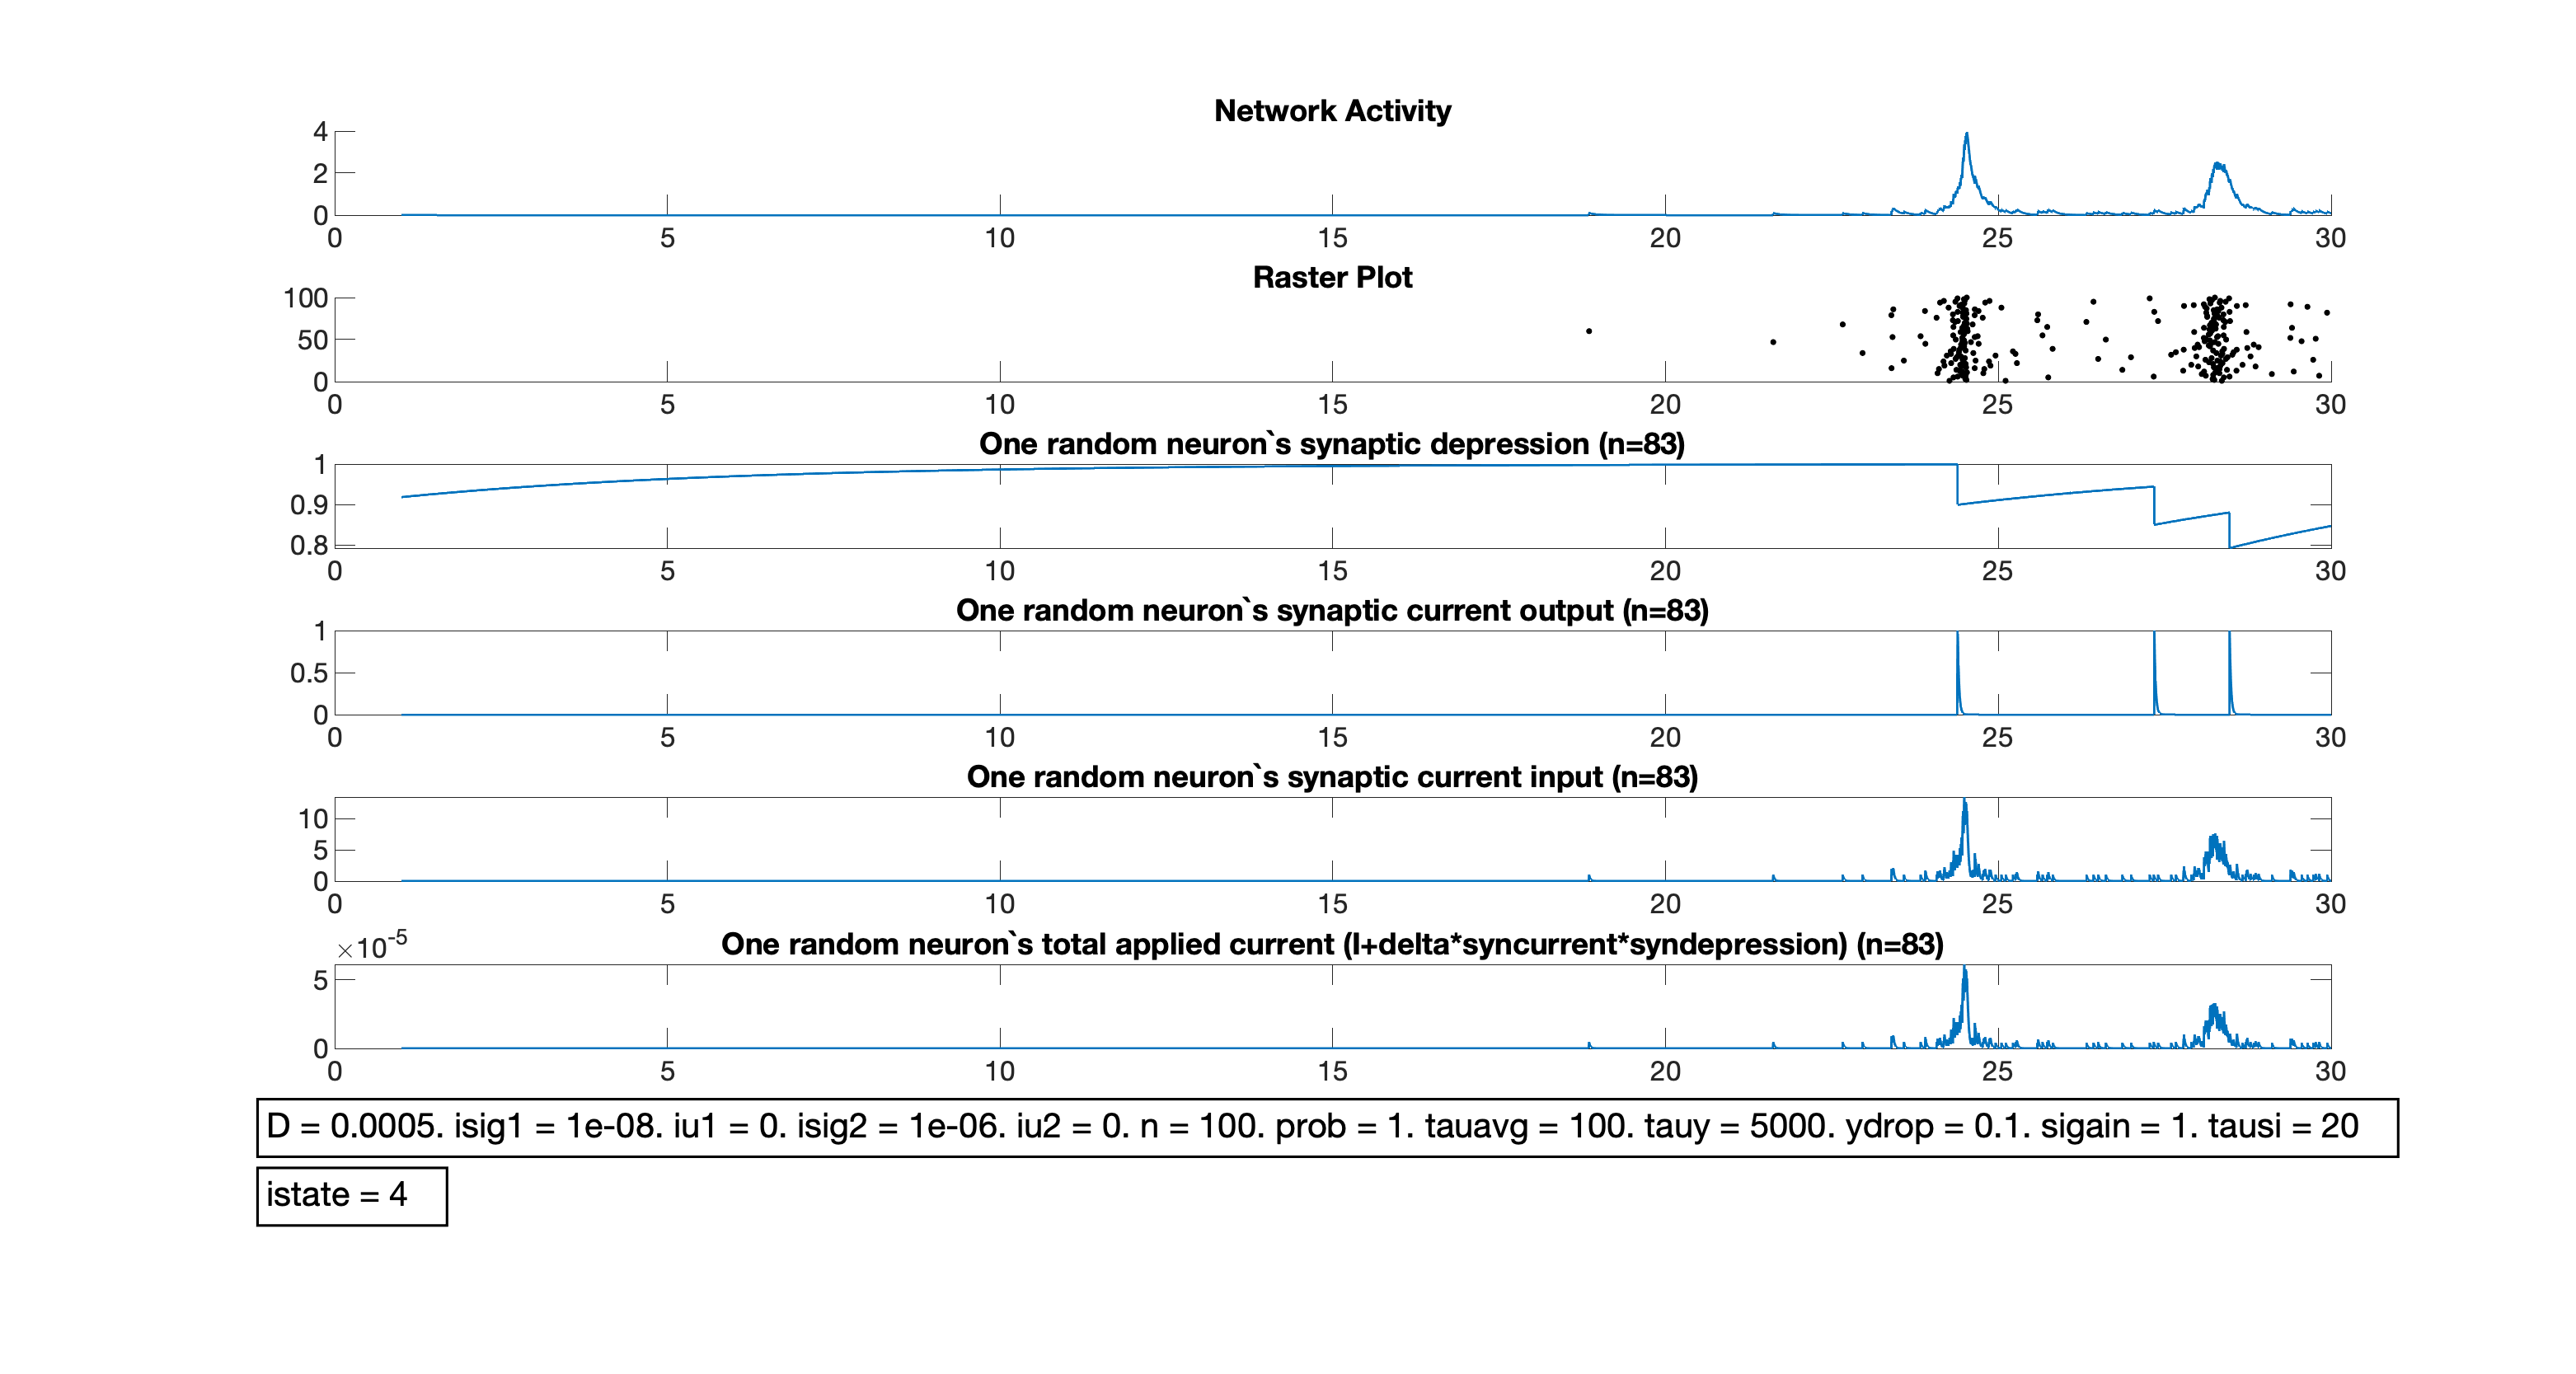 Network Activity
4
2
0
0 5 10 15 20 25 30
Raster Plot
100
50
0
0 5 10 15 20 25 30
One random neuron`s synaptic depression (n=83)
1
0.9
0.8
0 5 10 15 20 25 30
One random neuron`s synaptic current output (n=83)
1
0.5
0
0 5 10 15 20 25 30
One random neuron`s synaptic current input (n=83)
10
5
0
0 5 10 15 20 25 30
×10-5 One random neuron`s total applied current (I+delta*syncurrent*syndepression) (n=83)
5
0
0 5 10 15 20 25 30
D = 0.0005. isig1 = 1e-08. iu1 = 0. isig2 = 1e-06. iu2 = 0. n = 100. prob = 1. tauavg = 100. tauy = 5000. ydrop = 0.1. sigain = 1. tausi = 20
istate = 4